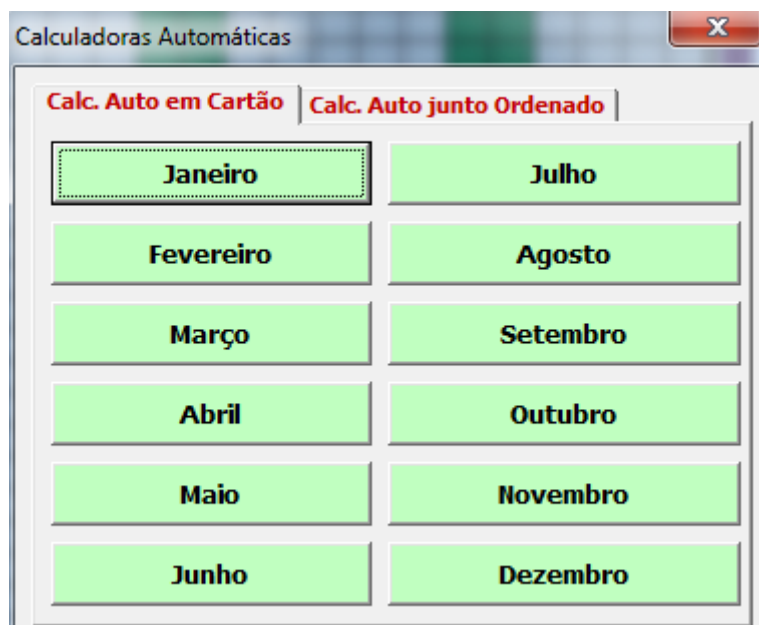 Calculadoras Automáticas
X
Calc. Auto em Cartão
Calc. Auto junto Ordenado
Janeiro
Julho
Fevereiro
Agosto
Março
Setembro
Abril
Outubro
Maio
Novembro
Junho
Dezembro